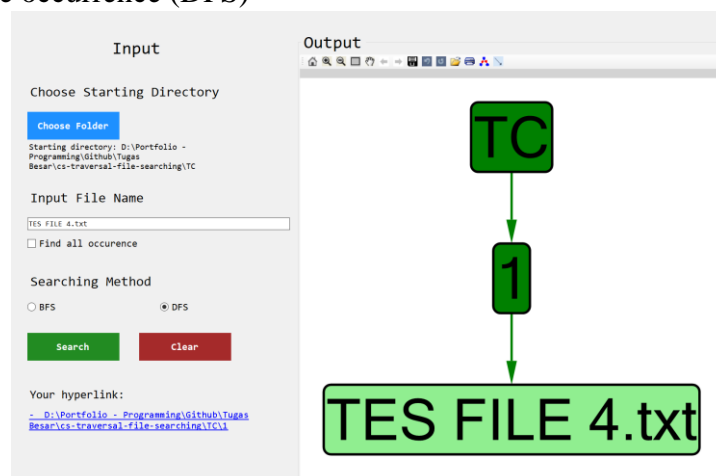 e occurrence (DFS)
Input
Output
Choose Starting Directory
Choose Folder
Starting directory: D:\Portfolio -
Programming\Github\Tugas
Besar\cs-traversal-file-searching\TC
Input File Name
TES FILE 4.txt
Find all occurence
Searching Method
BFS DFS
Search Clear
Your hyperlink:
- D:\Portfolio - Programming\Github\Tugas
Besar\cs-traversal-file-searching\TC\1
TC
1
TES FILE 4.txt